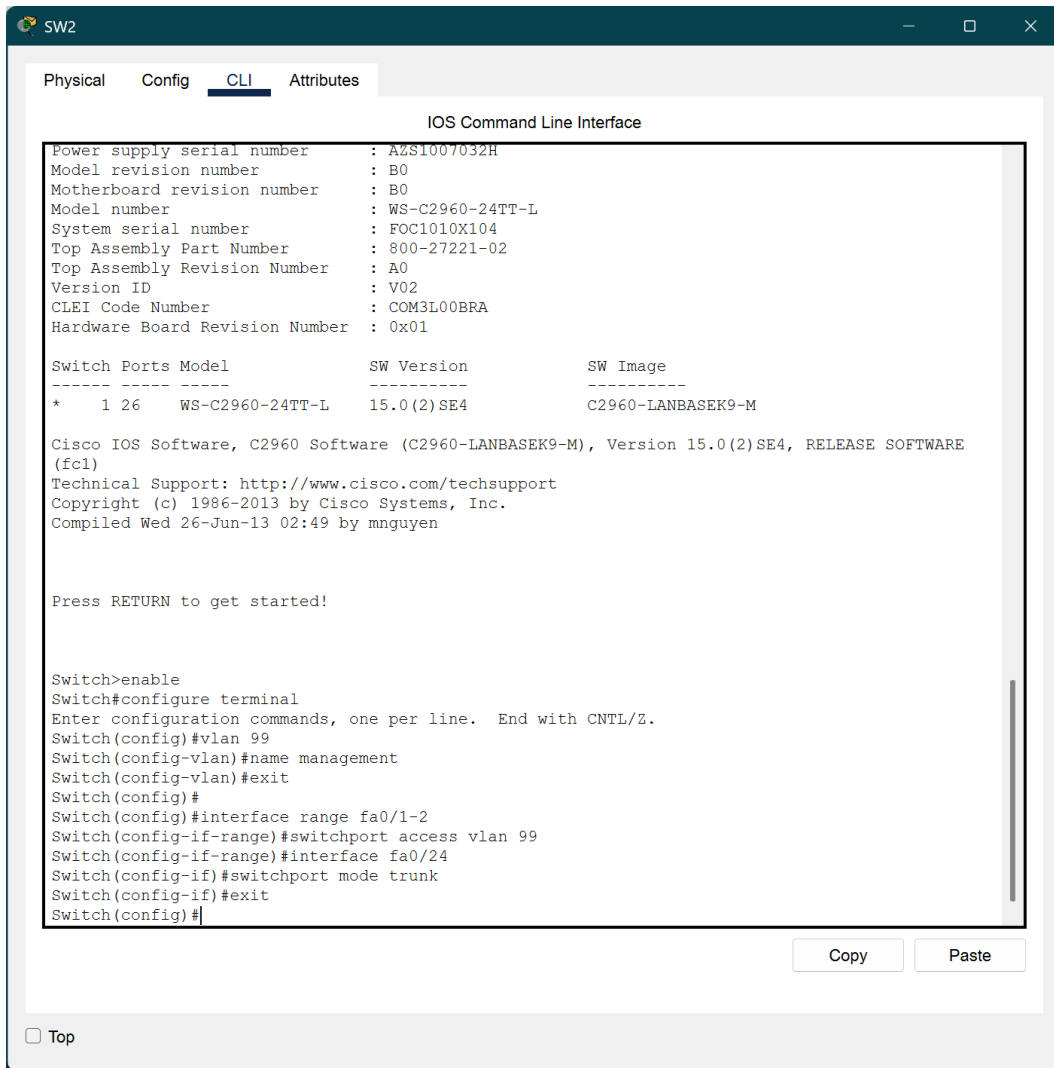 SW2
Physical Config CLI Attributes
IOS Command Line Interface
Power supply serial number : AZS1007032H
Model revision number : B0
Motherboard revision number : B0
Model number : WS-C2960-24TT-L
System serial number : FOC1010X104
Top Assembly Part Number : 800-27221-02
Top Assembly Revision Number : A0
Version ID : V02
CLEI Code Number : COM3L00BRA
Hardware Board Revision Number : 0x01
Switch Ports Model SW Version SW Image
------ ----- ----- ---------- ----------
* 1 26 WS-C2960-24TT-L 15.0(2)SE4 C2960-LANBASEK9-M
Cisco IOS Software, C2960 Software (C2960-LANBASEK9-M), Version 15.0(2)SE4, RELEASE SOFTWARE
(fc1)
Technical Support: http://www.cisco.com/techsupport
Copyright (c) 1986-2013 by Cisco Systems, Inc.
Compiled Wed 26-Jun-13 02:49 by mnguyen
Press RETURN to get started!
Switch>enable
Switch#configure terminal
Enter configuration commands, one per line. End with CNTL/Z.
Switch(config)#vlan 99
Switch(config-vlan)#name management
Switch(config-vlan)#exit
Switch(config)#
Switch(config)#interface range fa0/1-2
Switch(config-if-range)#switchport access vlan 99
Switch(config-if-range)#interface fa0/24
Switch(config-if)#switchport mode trunk
Switch(config-if)#exit
Switch(config)#
Copy Paste
Top